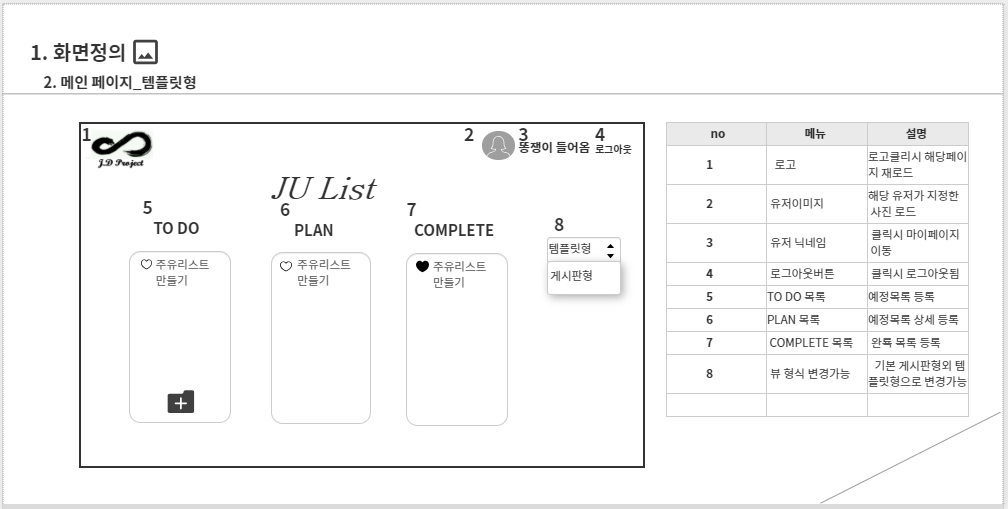 1. 화면정의
2. 메인 페이지_템플릿형
1
J.D Project
2
3
똥쟁이 들어옴
4
로그아웃
JU List
5
TO DO
6
PLAN
7
COMPLETE
8
주유리스트
만들기
주유리스트
만들기
주유리스트
만들기
템플릿형
게시판형
no 메뉴 설명
1 로고 로고클리시 해당페이
지 재로드
2 유저이미지 해당 유저가 지정한
사진 로드
3 유저 닉네임 클릭시 마이페이지
이동
4 로그아웃버튼 클릭시 로그아웃됨
5 TO DO 목록 예정목록 등록
6 PLAN 목록 예정목록 상세 등록
7 COMPLETE 목록 완룍 목록 등록
8 뷰 형식 변경가능 기본 게시판형외 템
플릿형으로 변경가능